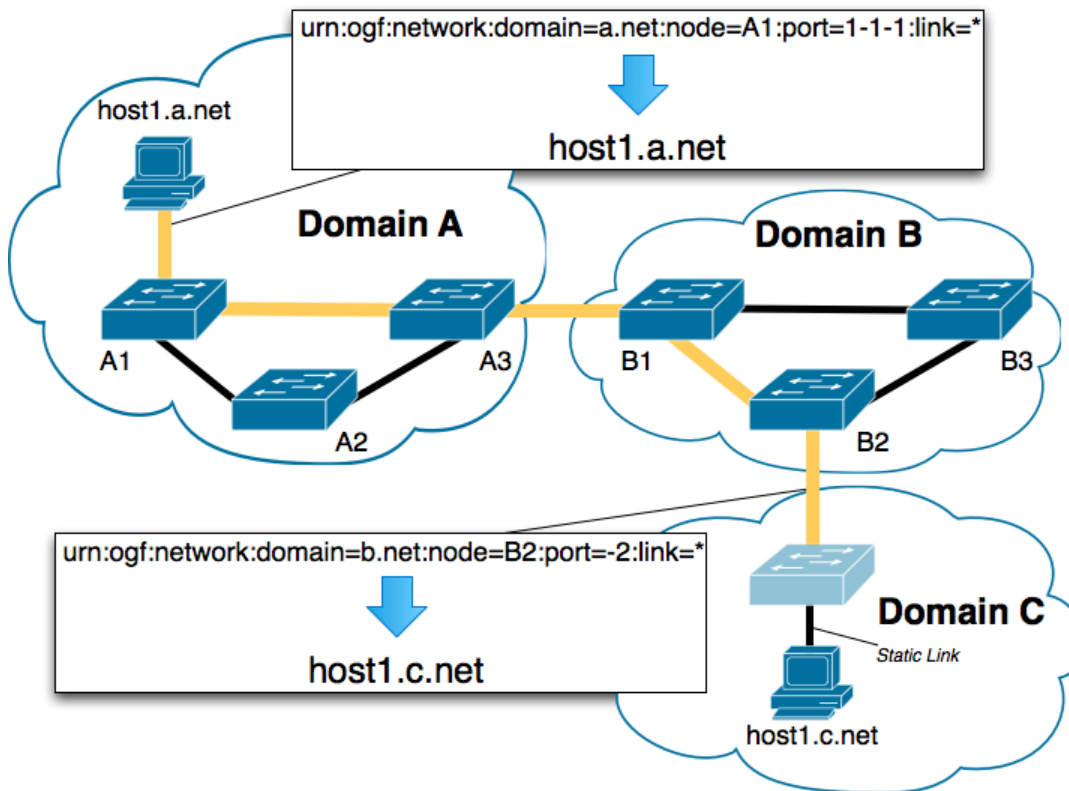 urn:ogf:network:domain=a.net:node=A1:port=1-1-1:link=*
host1.a.net
host1.a.net
Domain A
Domain B
A1
A3
B1
B3
A2
B2
urn:ogf:network:domain=b.net:node=B2:port=-2:link=*
host1.c.net
Domain C
Static Link
host1.c.net